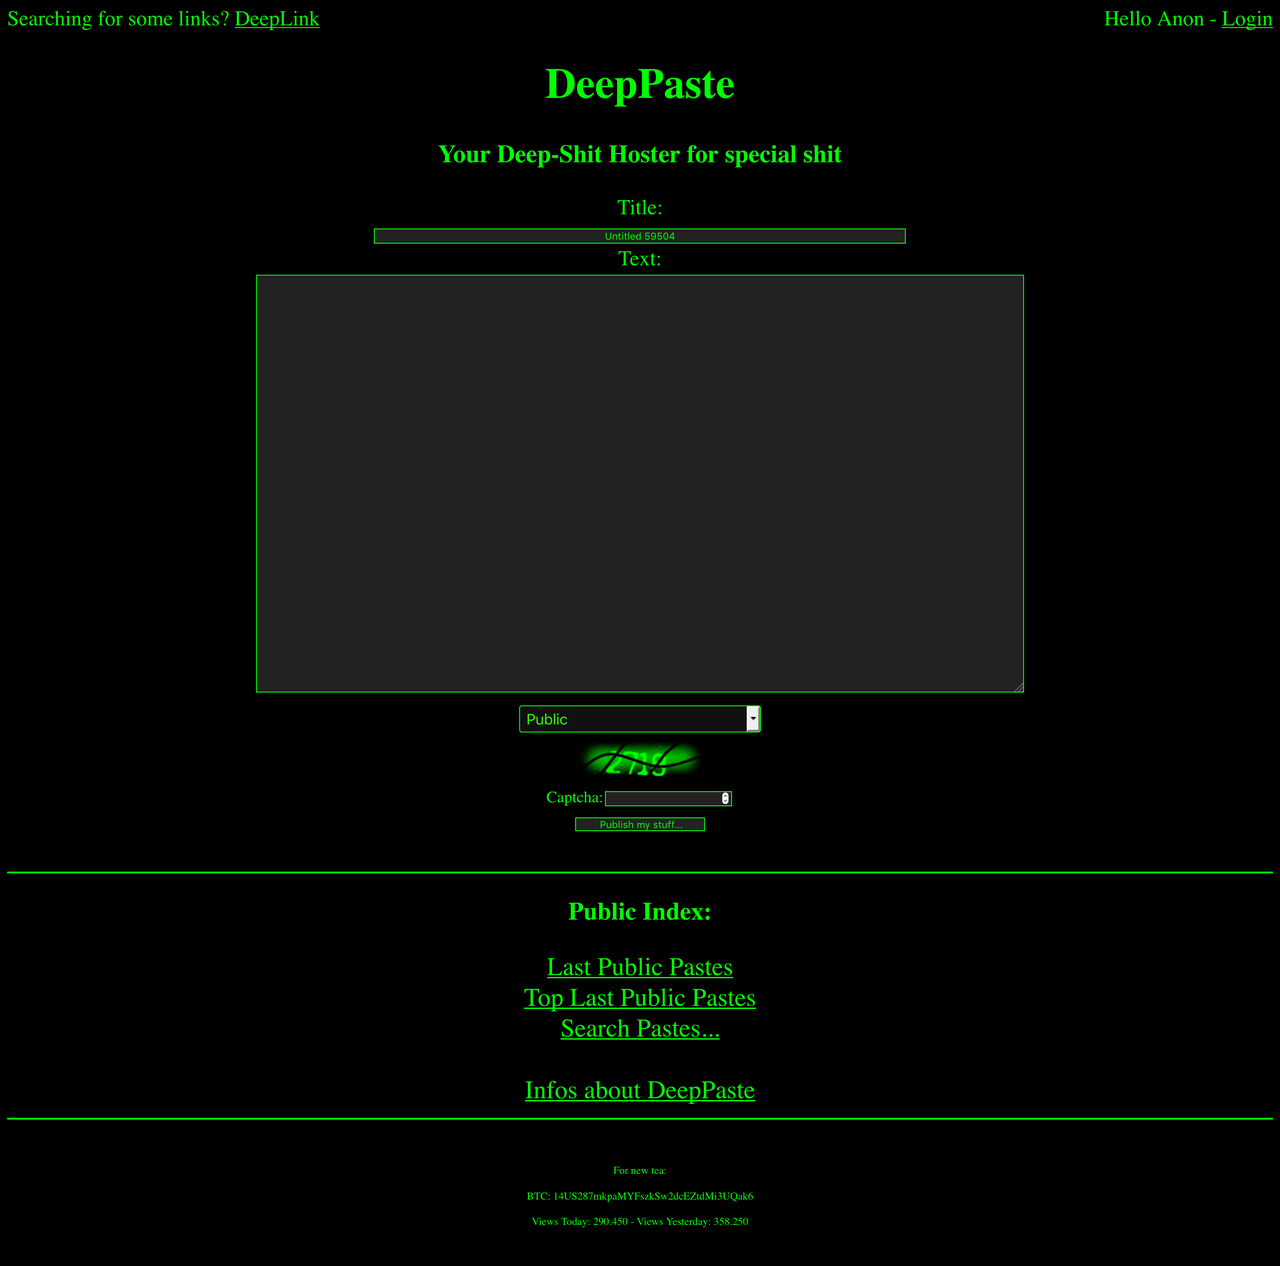 Searching for some links? DeepLink
Hello Anon - Login
DeepPaste
Your Deep-Shit Hoster for special shit
Title:
Untitled 59504
Text:
Public
Captcha:
Publish my stuff...
Public Index:
Last Public Pastes
Top Last Public Pastes
Search Pastes...
Infos about DeepPaste
For new tea:
BTC: 14US287mkpaMYFszkSw2dcEZtdMi3UQak6
Views Today: 290.450 - Views Yesterday: 358.250